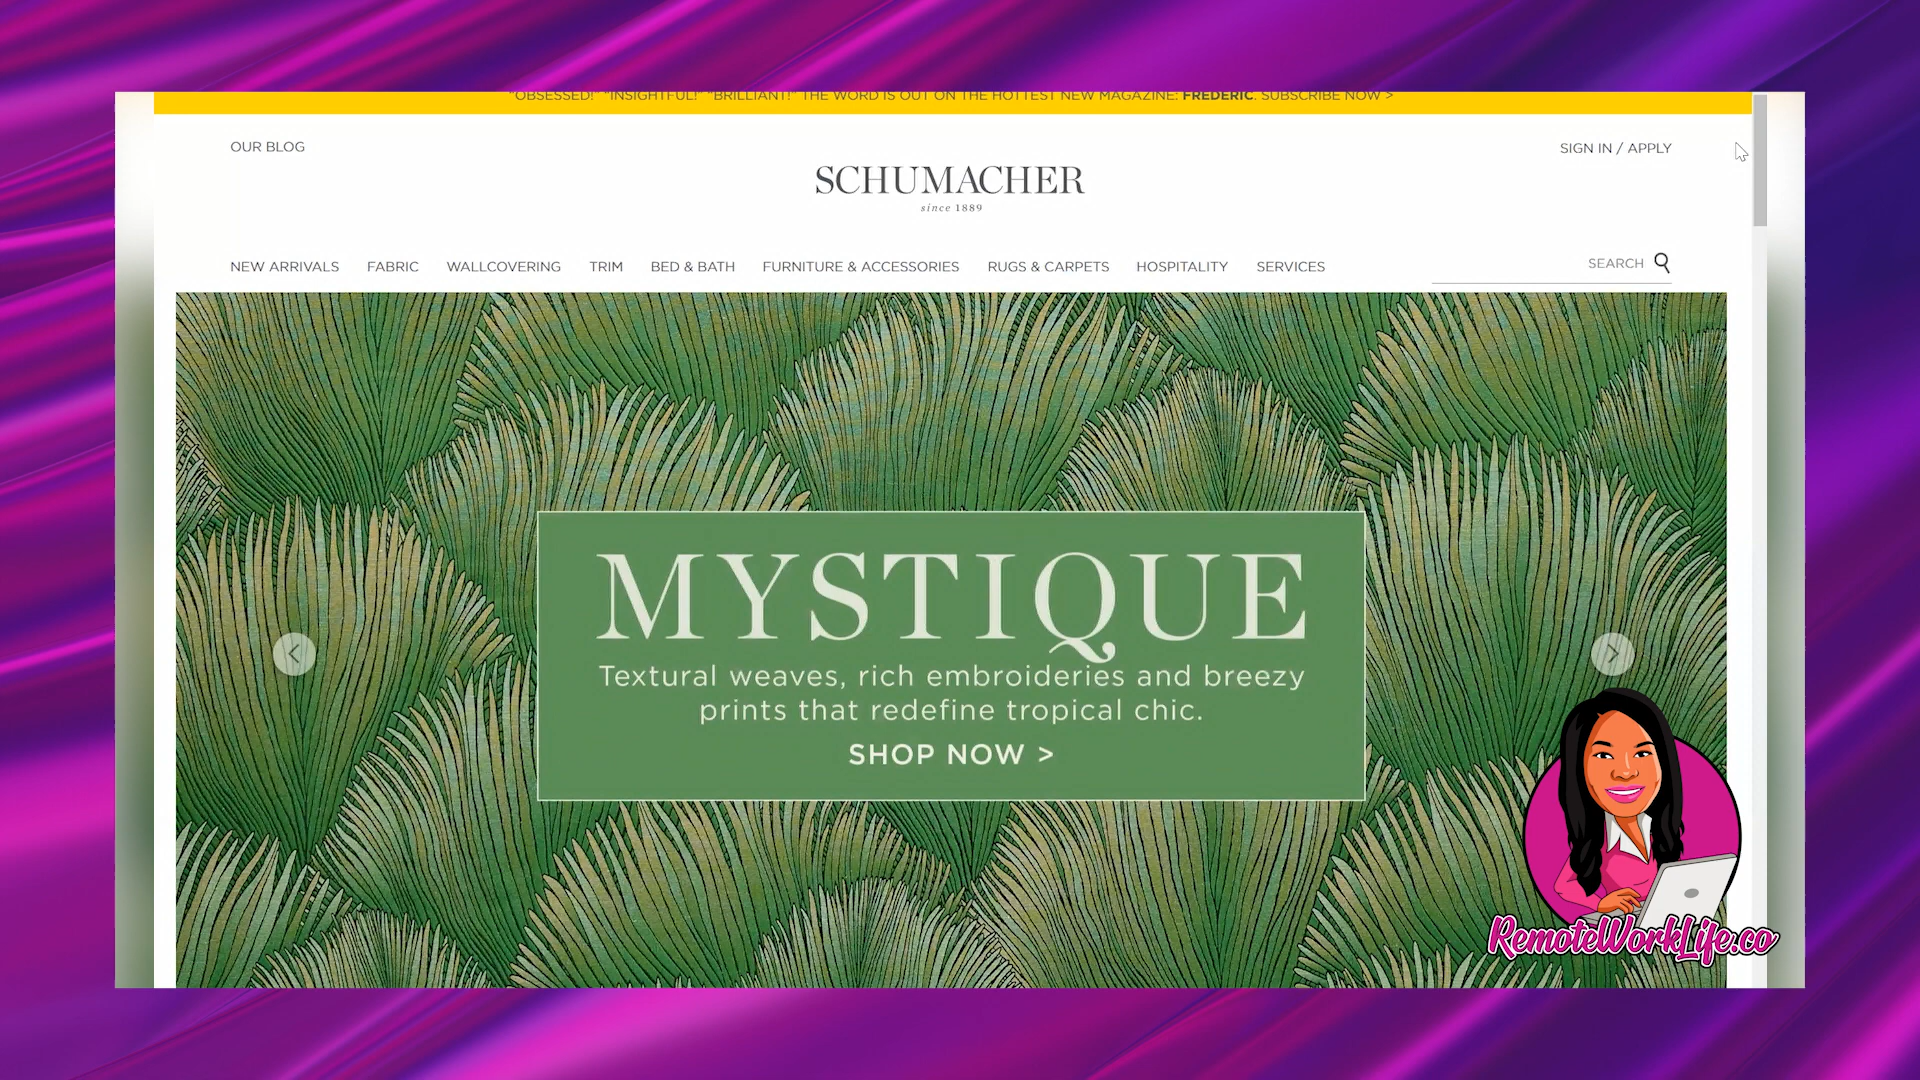 "OBSESSED!" "INSIGHTFUL!" "BRILLIANT!" THE WORD IS OUT ON THE HOTTEST NEW MAGAZINE: FREDERIC. SUBSCRIBE NOW >
OUR BLOG
SIGN IN / APPLY
SCHUMACHER
since 1889
NEW ARRIVALS FABRIC WALLCOVERING TRIM BED & BATH FURNITURE & ACCESSORIES RUGS & CARPETS HOSPITALITY SERVICES
SEARCH
MYSTIQUE
Textural weaves, rich embroideries and breezy
prints that redefine tropical chic.
SHOP NOW >
RemoteWorkLife.co